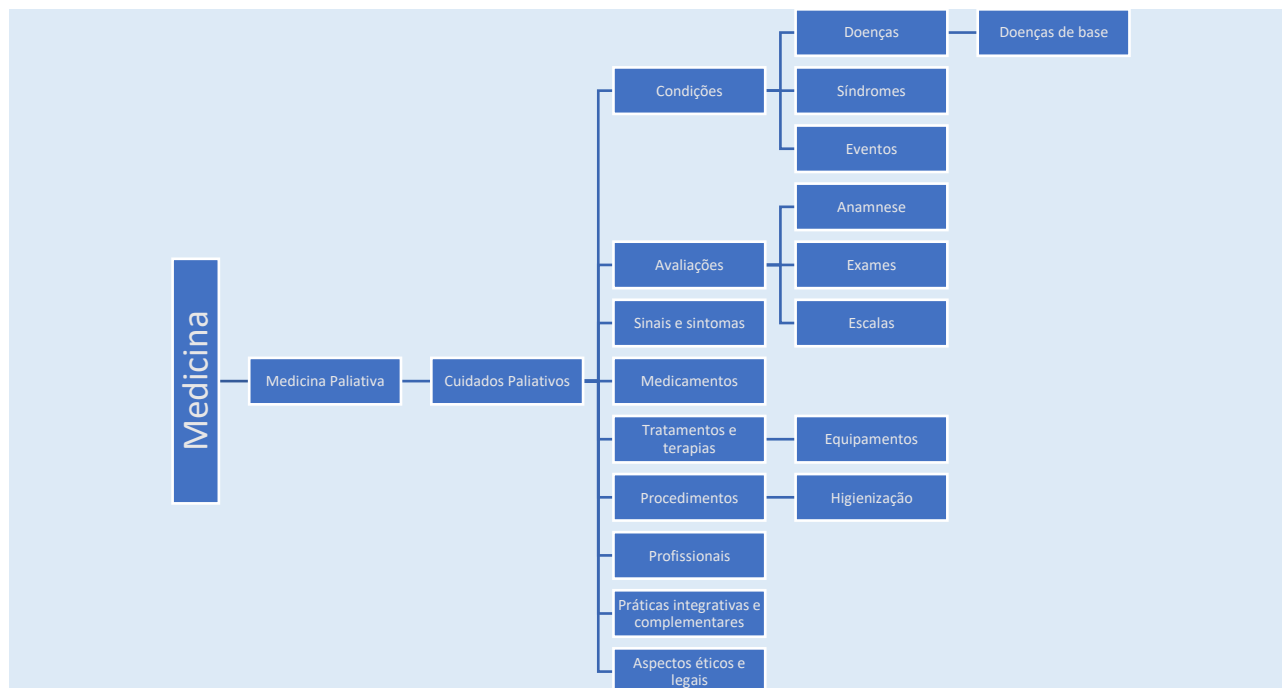 Medicina
Medicina Paliativa
Cuidados Paliativos
Condições
Doenças
Doenças de base
Síndromes
Eventos
Avaliações
Anamnese
Exames
Escalas
Sinais e sintomas
Medicamentos
Tratamentos e
terapias
Equipamentos
Procedimentos
Higienização
Profissionais
Práticas integrativas e
complementares
Aspectos éticos e
legais